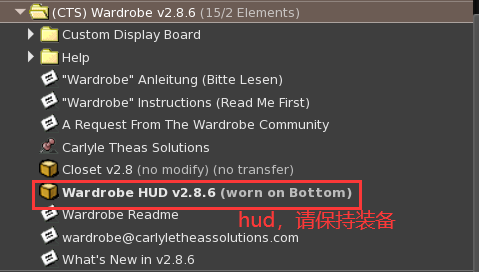 (CTS) Wardrobe v2.8.6 (15/2 Elements)
Custom Display Board
Help
"Wardrobe" Anleitung (Bitte Lesen)
"Wardrobe" Instructions (Read Me First)
A Request From The Wardrobe Community
Carlyle Theas Solutions
Closet v2.8 (no modify) (no transfer)
Wardrobe HUD v2.8.6 (worn on Bottom)
Wardrobe Readme
hud，请保持装备
wardrobe@carlyletheassolutions.com
What's New in v2.8.6